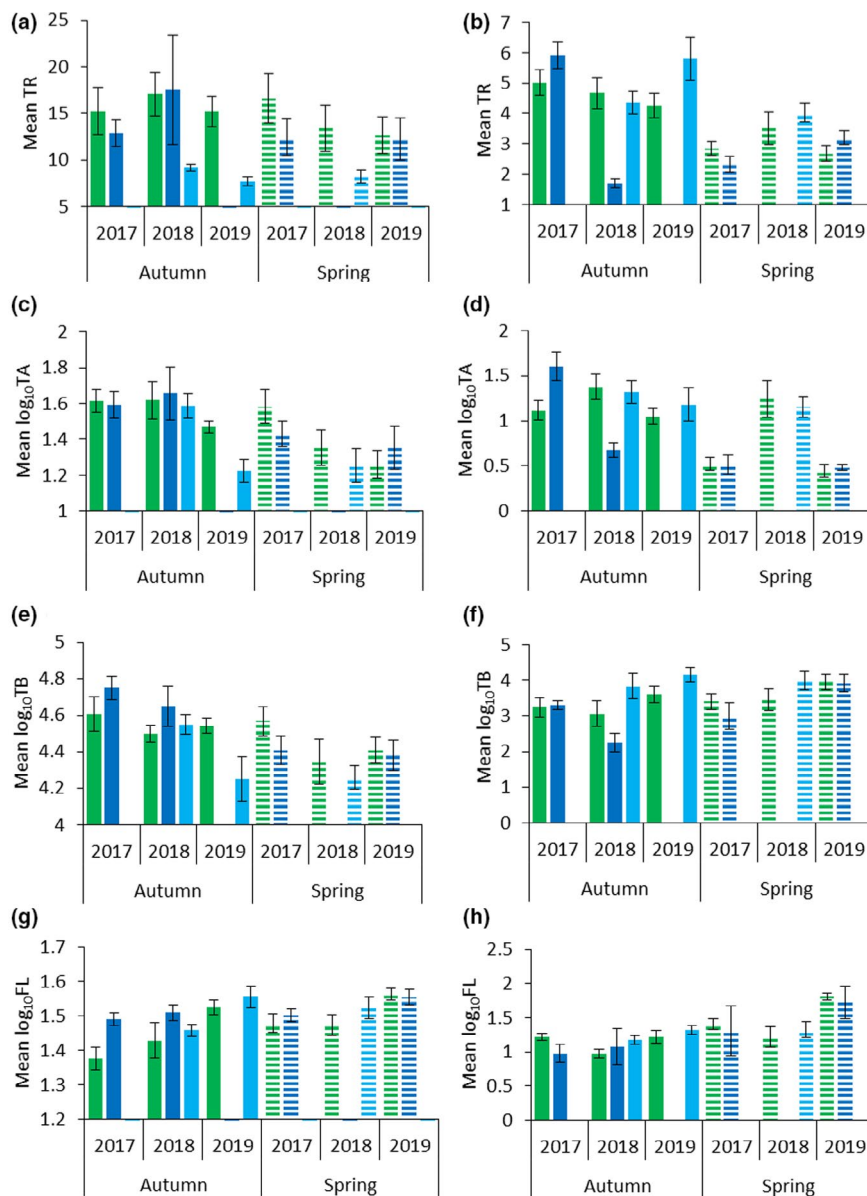 (a)
Mean TR
25
20
15
10
5
2017 2018 2019 2017 2018 2019
Autumn Spring
(b)
Mean TR
7
6
5
4
3
2
1
2017 2018 2019 2017 2018 2019
Autumn Spring
(c)
Mean log₁₀TA
2
1.8
1.6
1.4
1.2
1
2017 2018 2019 2017 2018 2019
Autumn Spring
(d)
Mean log₁₀TA
2
1.5
1
0.5
0
2017 2018 2019 2017 2018 2019
Autumn Spring
(e)
Mean log₁₀TB
5
4.8
4.6
4.4
4.2
4
2017 2018 2019 2017 2018 2019
Autumn Spring
(f)
Mean log₁₀TB
5
4
3
2
1
0
2017 2018 2019 2017 2018 2019
Autumn Spring
(g)
Mean log₁₀FL
1.7
1.6
1.5
1.4
1.3
1.2
2017 2018 2019 2017 2018 2019
Autumn Spring
(h)
Mean log₁₀FL
2.5
2
1.5
1
0.5
0
2017 2018 2019 2017 2018 2019
Autumn Spring